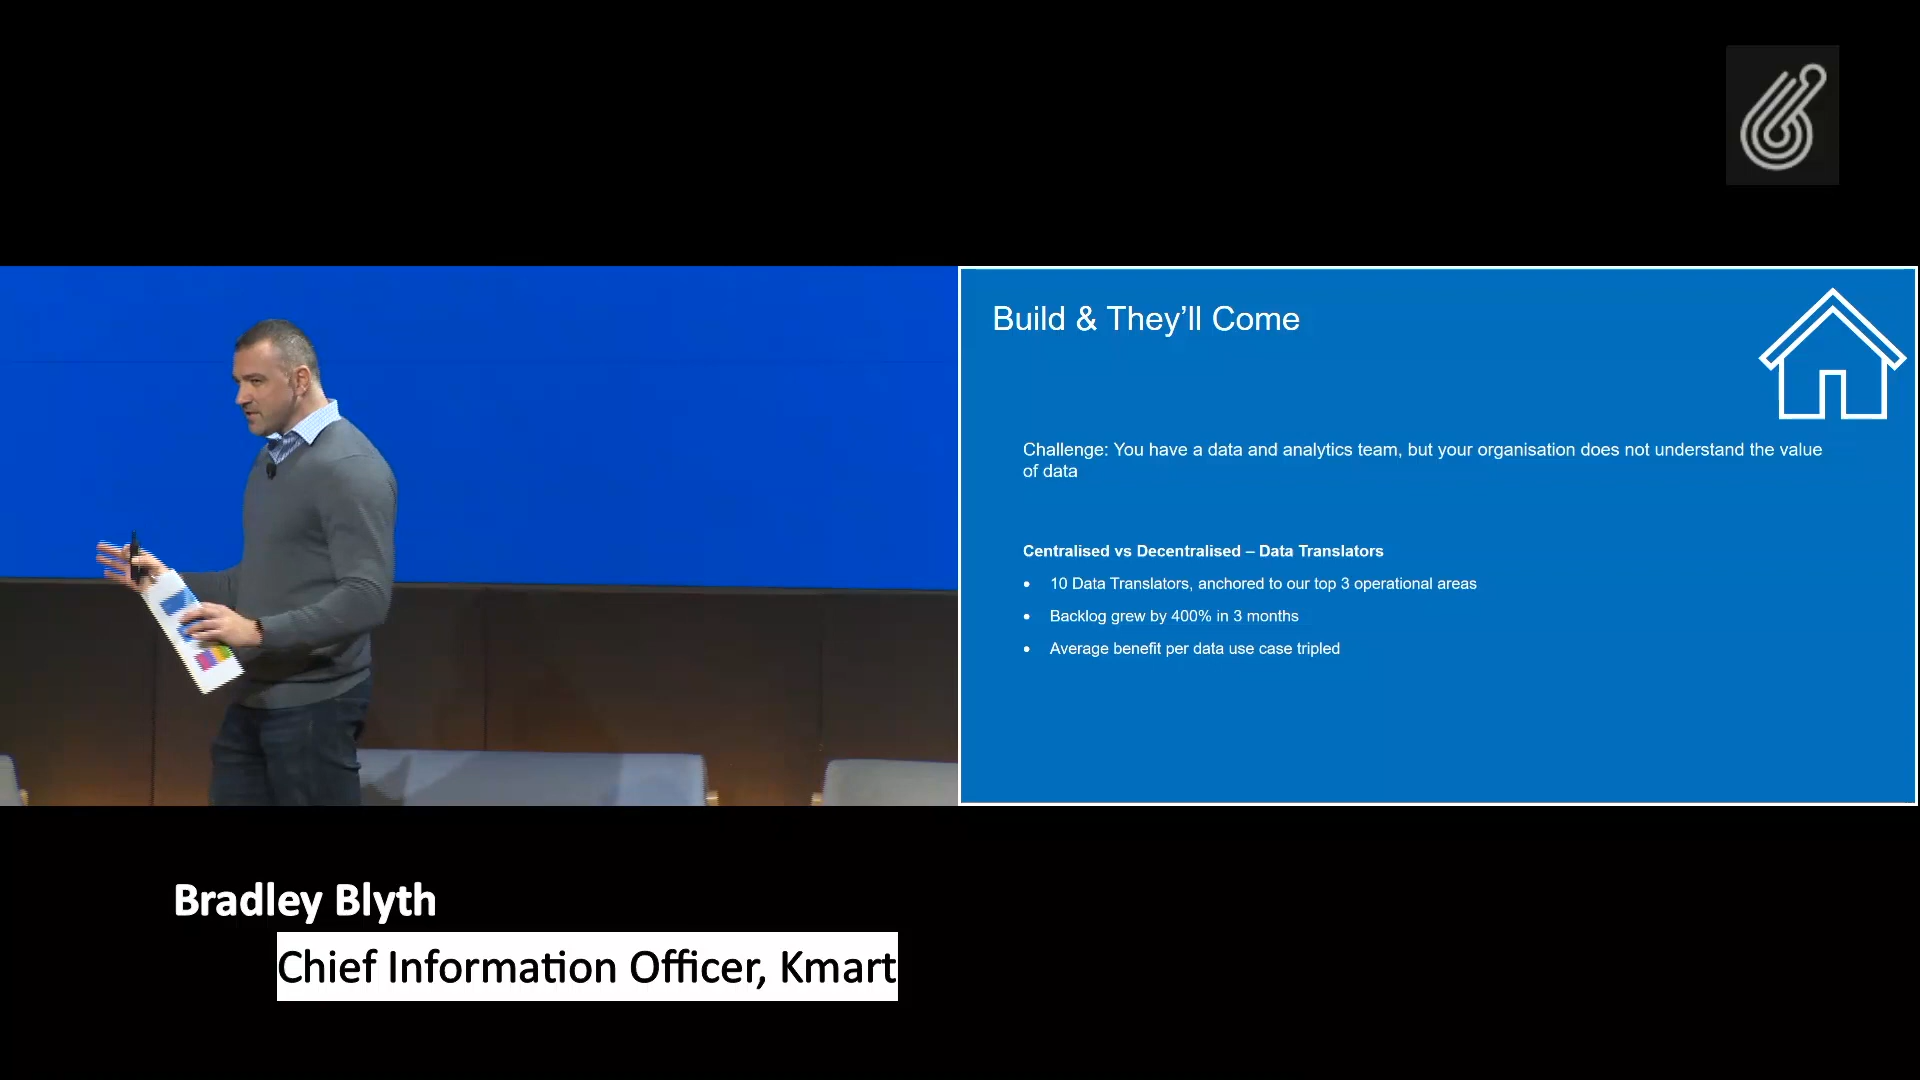 Build & They’ll Come
Challenge: You have a data and analytics team, but your organisation does not understand the value
of data
Centralised vs Decentralised – Data Translators
• 10 Data Translators, anchored to our top 3 operational areas
• Backlog grew by 400% in 3 months
• Average benefit per data use case tripled
Bradley Blyth
Chief Information Officer, Kmart